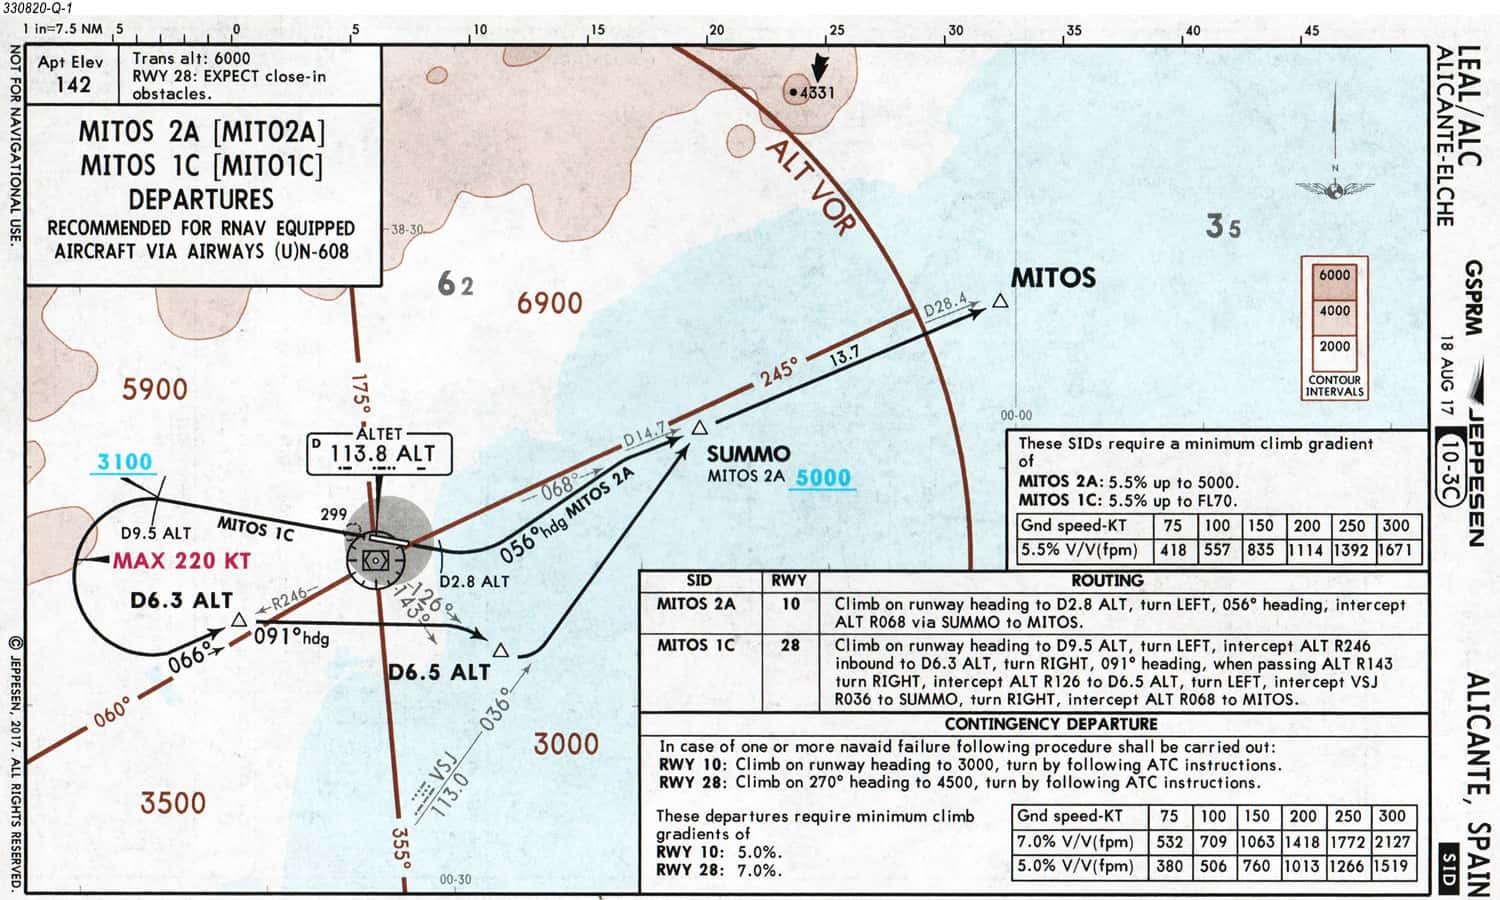 330820-Q-1
1 in=7.5 NM 5 0 5 10 15 20 25 30 35 40 45
Apt Elev
142
Trans alt: 6000
RWY 28: EXPECT close-in
obstacles.
MITOS 2A [MITO2A]
MITOS 1C [MITO1C]
DEPARTURES
RECOMMENDED FOR RNAV EQUIPPED
AIRCRAFT VIA AIRWAYS (U)N-608
NOT FOR NAVIGATIONAL USE.
© JEPPESEN, 2017. ALL RIGHTS RESERVED.
4331
ALT VOR
38-30
62
35
6900
5900
N
MITOS
D28.4
6000
4000
2000
CONTOUR
INTERVALS
245°
13.7
175°
ALTET
D 113.8 ALT
D14.7
SUMMO
MITOS 2A 5000
00-00
3100
068°
MITOS 2A
056°hdg
299
MITOS 1C
D9.5 ALT
MAX 220 KT
D2.8 ALT
126°
143°
D6.3 ALT
R246
091°hdg
066°
D6.5 ALT
060°
036°
VSJ
113.0
3000
3500
355°
00-30
These SIDs require a minimum climb gradient
of
MITOS 2A: 5.5% up to 5000.
MITOS 1C: 5.5% up to FL70.
Gnd speed-KT 75 100 150 200 250 300
5.5% V/V(fpm) 418 557 835 1114 1392 1671
SID RWY ROUTING
MITOS 2A 10 Climb on runway heading to D2.8 ALT, turn LEFT, 056° heading, intercept
ALT R068 via SUMMO to MITOS.
MITOS 1C 28 Climb on runway heading to D9.5 ALT, turn LEFT, intercept ALT R246
inbound to D6.3 ALT, turn RIGHT, 091° heading, when passing ALT R143
turn RIGHT, intercept ALT R126 to D6.5 ALT, turn LEFT, intercept VSJ
R036 to SUMMO, turn RIGHT, intercept ALT R068 to MITOS.
CONTINGENCY DEPARTURE
In case of one or more navaid failure following procedure shall be carried out:
RWY 10: Climb on runway heading to 3000, turn by following ATC instructions.
RWY 28: Climb on 270° heading to 4500, turn by following ATC instructions.
These departures require minimum climb
gradients of
RWY 10: 5.0%.
RWY 28: 7.0%.
Gnd speed-KT 75 100 150 200 250 300
7.0% V/V(fpm) 532 709 1063 1418 1772 2127
5.0% V/V(fpm) 380 506 760 1013 1266 1519
LEAL/ALC
ALICANTE-ELCHE
GSPRM
18 AUG 17
JEPPESEN
10-3C
ALICANTE, SPAIN
SID